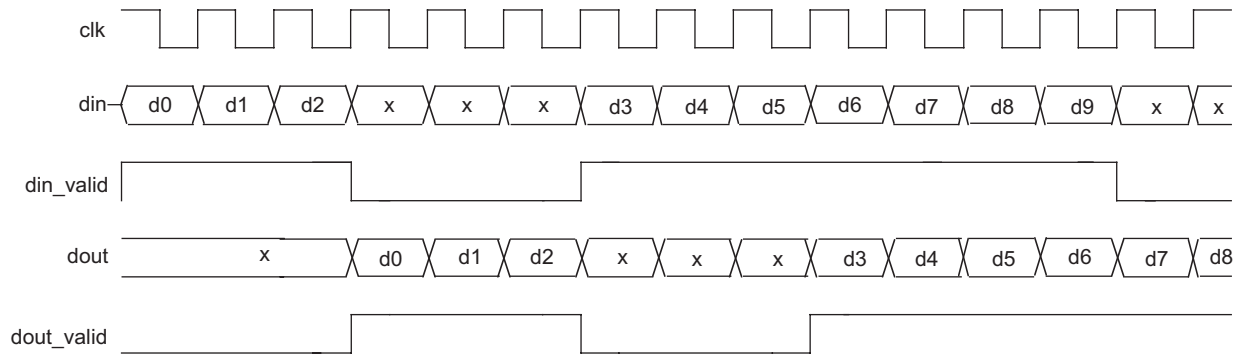 clk
din d0 d1 d2 x x x d3 d4 d5 d6 d7 d8 d9 x x
din_valid
dout x d0 d1 d2 x x x d3 d4 d5 d6 d7 d8
dout_valid